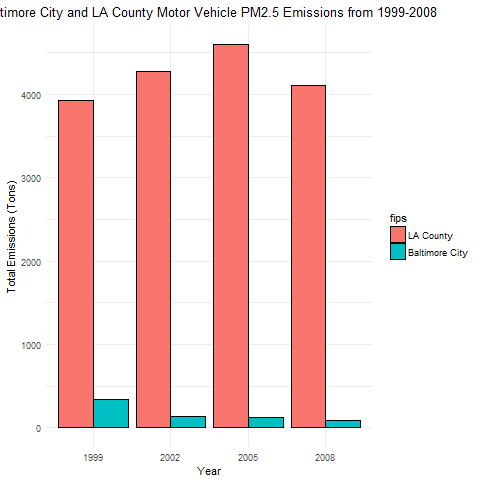 timore City and LA County Motor Vehicle PM2.5 Emissions from 1999-2008
Total Emissions (Tons)
4000
3000
2000
1000
0
1999 2002 2005 2008
Year
fips
LA County
Baltimore City